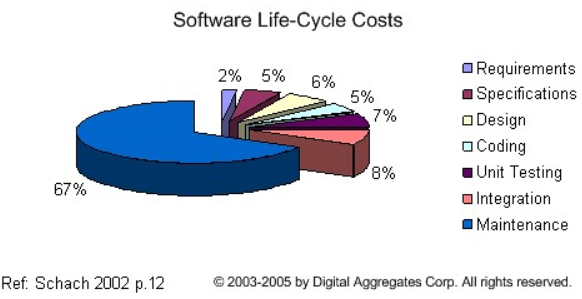 Software Life-Cycle Costs
2%
5%
6%
5%
7%
8%
67%
Requirements
Specifications
Design
Coding
Unit Testing
Integration
Maintenance
Ref: Schach 2002 p.12
© 2003-2005 by Digital Aggregates Corp. All rights reserved.